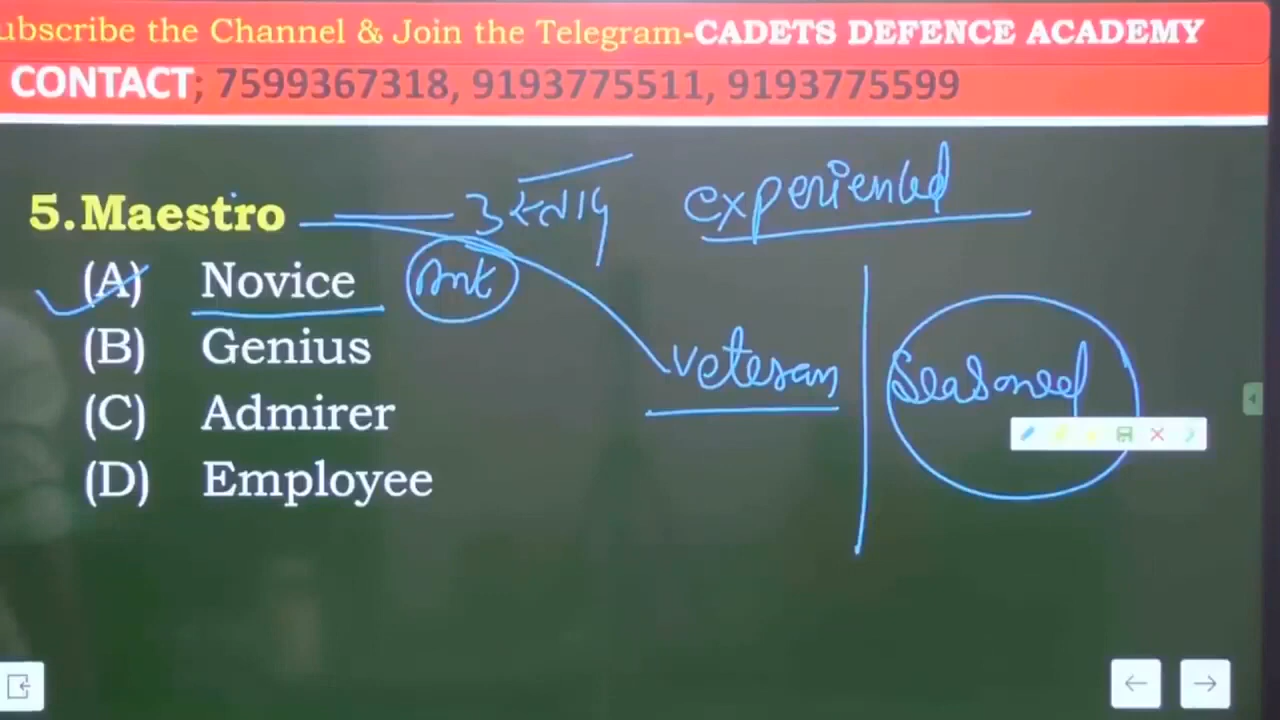 ubscribe the Channel & Join the Telegram-CADETS DEFENCE ACADEMY
CONTACT; 7599367318, 9193775511, 9193775599
5.Maestro उस्ताद experienced
(A) Novice Ant
(B) Genius veteran seasoned
(C) Admirer
(D) Employee